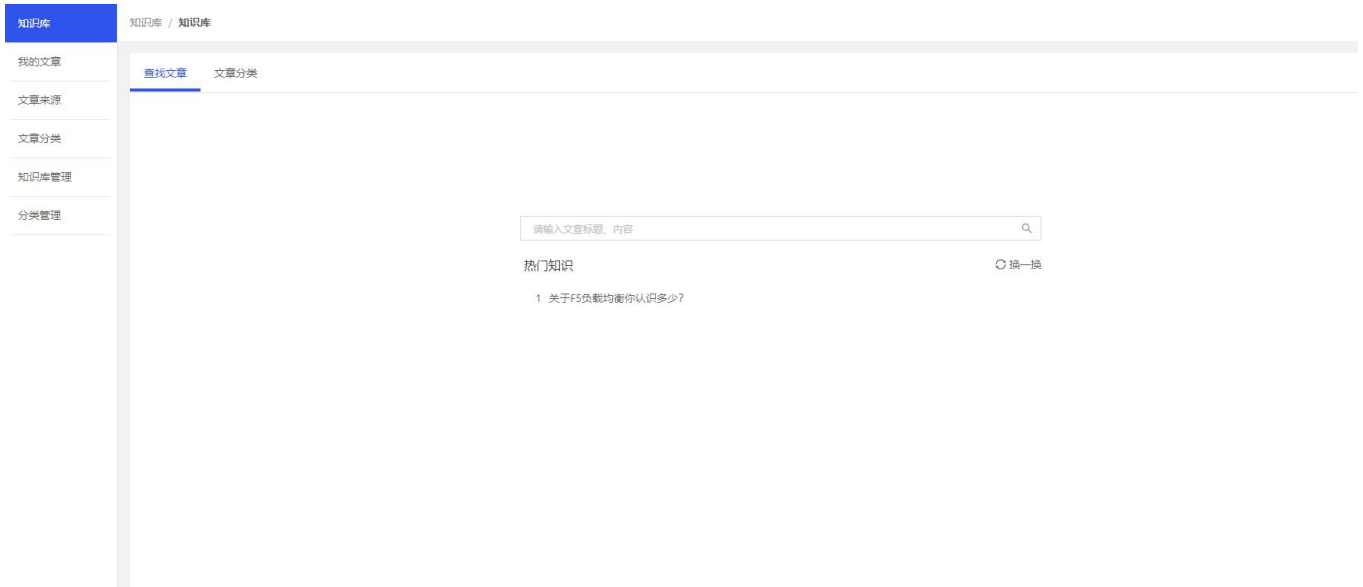 知识库
我的文章
文章来源
文章分类
知识库管理
分类管理
知识库 / 知识库
查找文章 文章分类
请输入文章标题、内容
热门知识 换一换
1 关于F5负载均衡你认识多少?